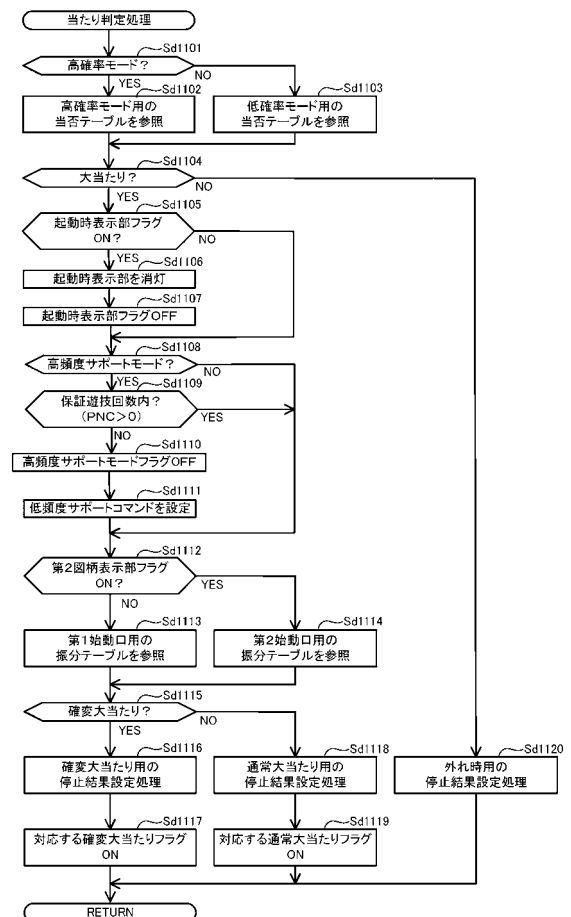 当たり判定処理
Sd1101
高確率モード?
NO
YES
Sd1102
高確率モード用の
当否テーブルを参照
Sd1103
低確率モード用の
当否テーブルを参照
Sd1104
大当たり?
NO
YES
Sd1105
起動時表示部フラグ
ON?
NO
YES
Sd1106
起動時表示部を消灯
Sd1107
起動時表示部フラグOFF
Sd1108
高頻度サポートモード?
NO
YES
Sd1109
保証遊技回数内?
(PNC>0)
YES
NO
Sd1110
高頻度サポートモードフラグOFF
Sd1111
低頻度サポートコマンドを設定
Sd1112
第2図柄表示部フラグ
ON?
YES
NO
Sd1113
第1始動口用の
振分テーブルを参照
Sd1114
第2始動口用の
振分テーブルを参照
Sd1115
確変大当たり?
NO
YES
Sd1116
確変大当たり用の
停止結果設定処理
Sd1118
通常大当たり用の
停止結果設定処理
Sd1120
外れ時用の
停止結果設定処理
Sd1117
対応する確変大当たりフラグ
ON
Sd1119
対応する通常大当たりフラグ
ON
RETURN